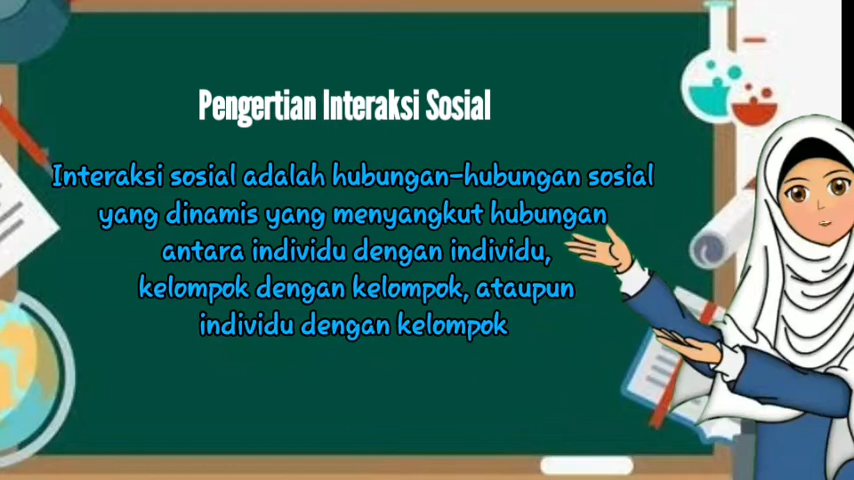 Pengertian Interaksi Sosial
Interaksi sosial adalah hubungan-hubungan sosial
yang dinamis yang menyangkut hubungan
antara individu dengan individu,
kelompok dengan kelompok, ataupun
individu dengan kelompok